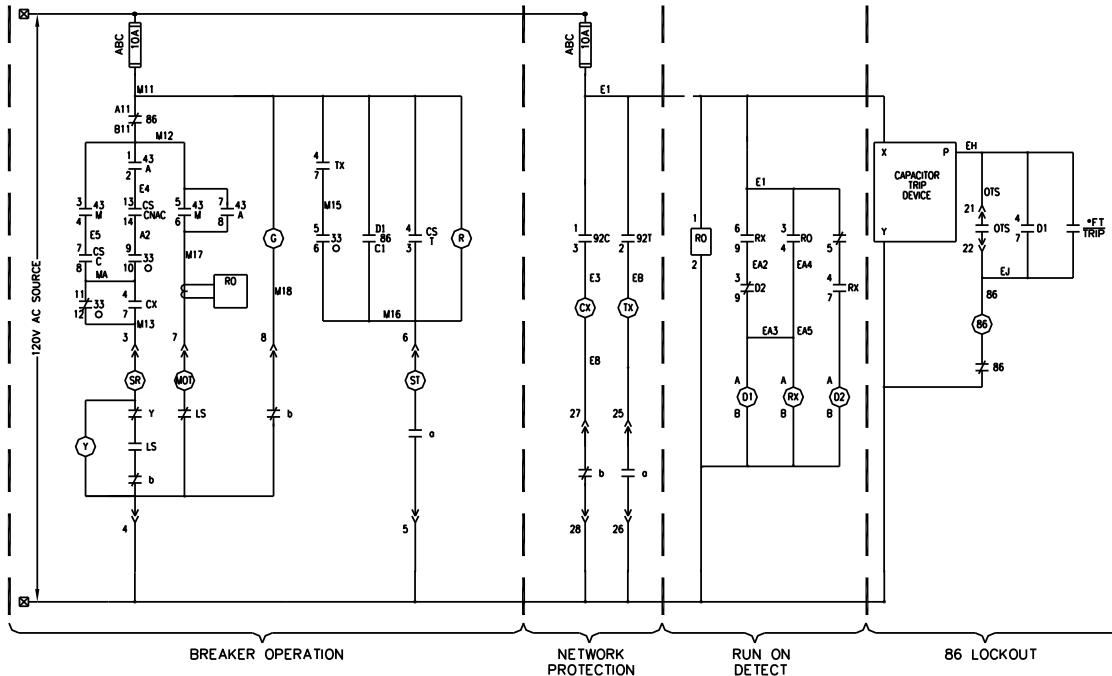 120V AC SOURCE
ABC
10A
M11
A11
86
B11
M12
1
43
2
A
E4
3
43
4
M
13
CS
14
CNAC
5
43
6
M
7
43
8
A
E5
A2
7
CS
8
C
MA
9
33
10
O
M17
11
33
12
O
4
CX
7
M13
RO
3
7
8
SR
MOT
Y
LS
b
Y
LS
b
4
G
M18
4
TX
7
M15
5
33
6
O
D1
86
C1
4
CS
3
T
R
M16
6
ST
a
5
ABC
10A
E1
1
92C
3
1
92T
2
E3
EB
CX
TX
EB
27
25
b
a
28
26
1
RO
2
E1
6
RX
9
3
RO
4
5
EA2
EA4
3
D2
9
4
RX
7
EA3
EA5
A
D1
B
A
RX
B
A
D2
B
X
P
CAPACITOR
TRIP
DEVICE
Y
EH
OTS
21
OTS
22
4
D1
7
*FT
TRIP
EJ
86
86
86
BREAKER OPERATION
NETWORK
PROTECTION
RUN ON
DETECT
86 LOCKOUT